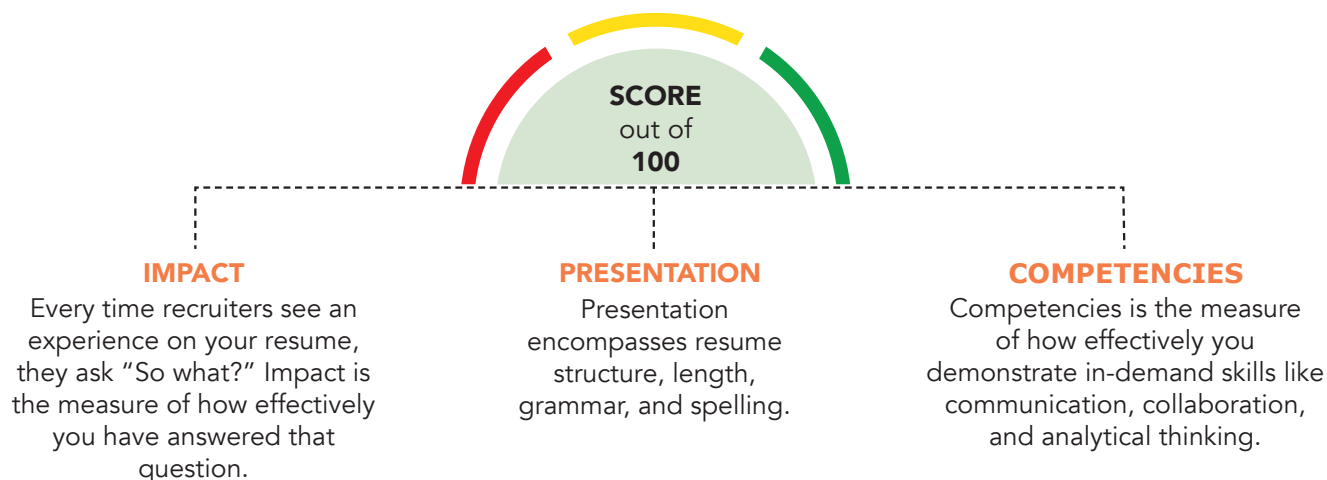 SCORE
out of
100
IMPACT
Every time recruiters see an
experience on your resume,
they ask “So what?” Impact is
the measure of how effectively
you have answered that
question.
PRESENTATION
Presentation
encompasses resume
structure, length,
grammar, and spelling.
COMPETENCIES
Competencies is the measure
of how effectively you
demonstrate in-demand skills like
communication, collaboration,
and analytical thinking.